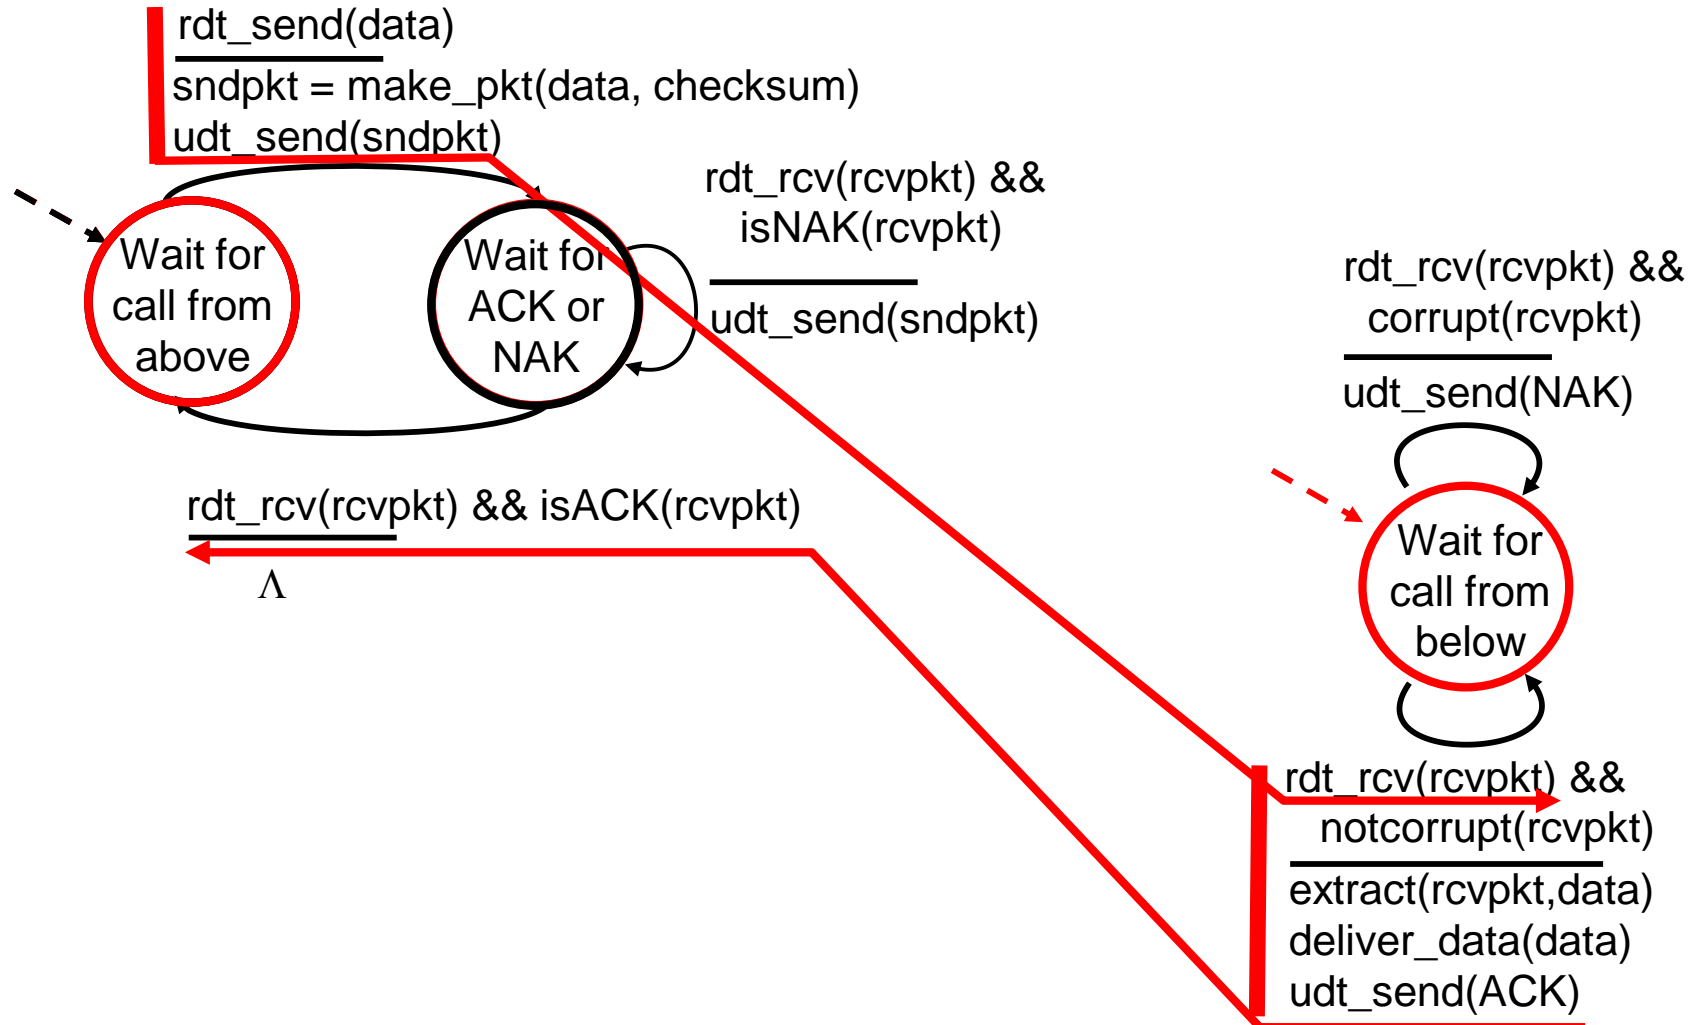 rdt_send(data)
sndpkt = make_pkt(data, checksum)
udt_send(sndpkt)
Wait for
call from
above
Wait for
ACK or
NAK
rdt_rcv(rcvpkt) &&
isNAK(rcvpkt)
udt_send(sndpkt)
rdt_rcv(rcvpkt) && isACK(rcvpkt)
Λ
rdt_rcv(rcvpkt) &&
corrupt(rcvpkt)
udt_send(NAK)
Wait for
call from
below
rdt_rcv(rcvpkt) &&
notcorrupt(rcvpkt)
extract(rcvpkt,data)
deliver_data(data)
udt_send(ACK)